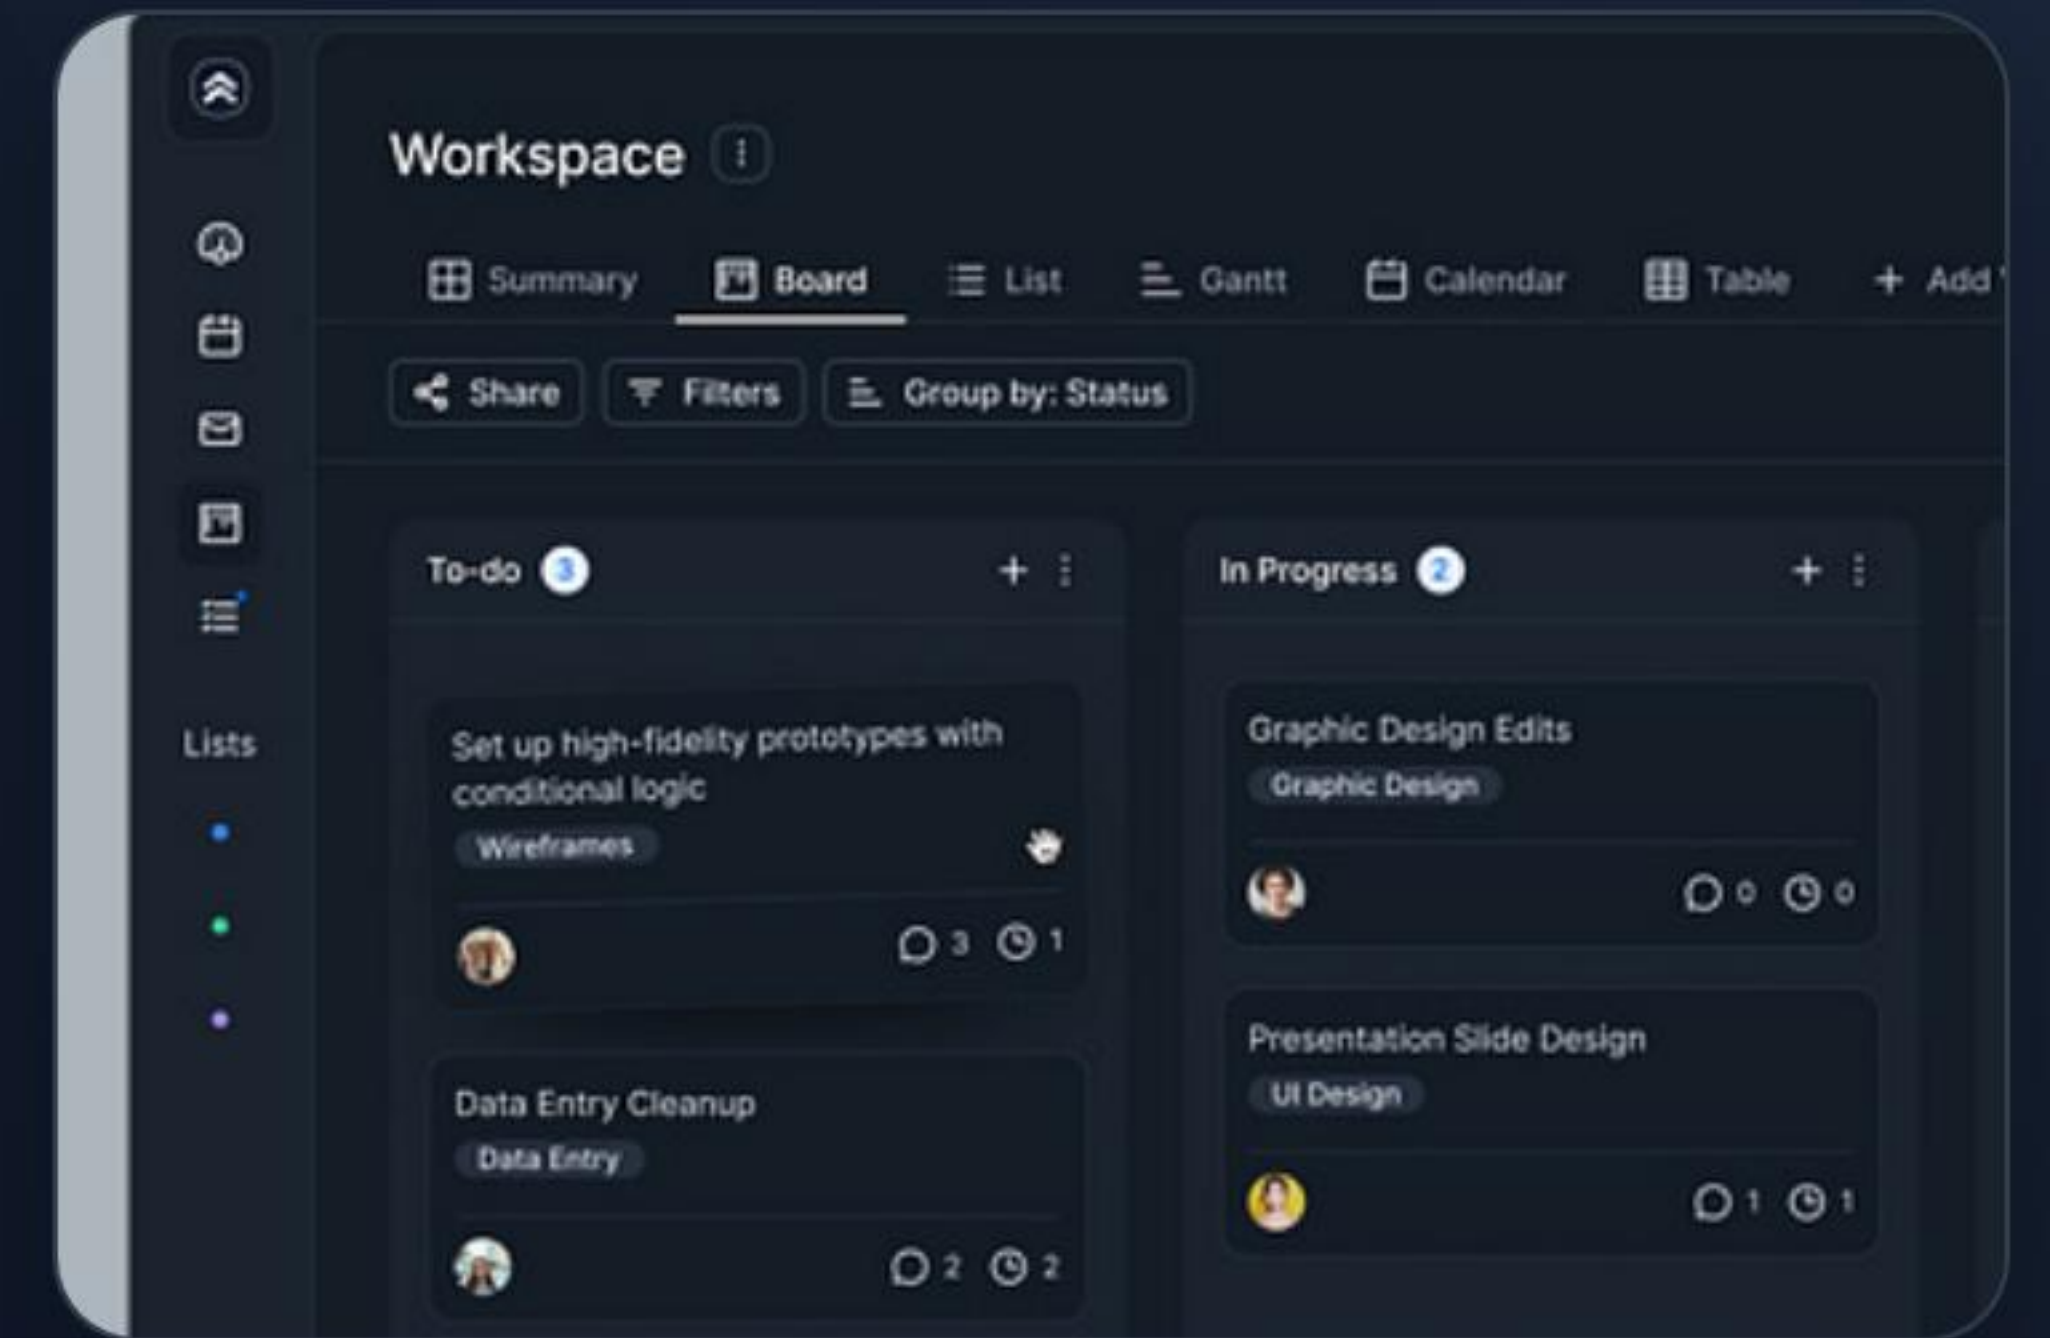 Workspace
Summary Board List Gantt Calendar Table + Add
Share Filters Group by: Status
To-do 3 +
In Progress 2 +
Lists
Set up high-fidelity prototypes with
conditional logic
Wireframes
3 1
Data Entry Cleanup
Data Entry
2 2
Graphic Design Edits
Graphic Design
0 0
Presentation Slide Design
UI Design
1 1